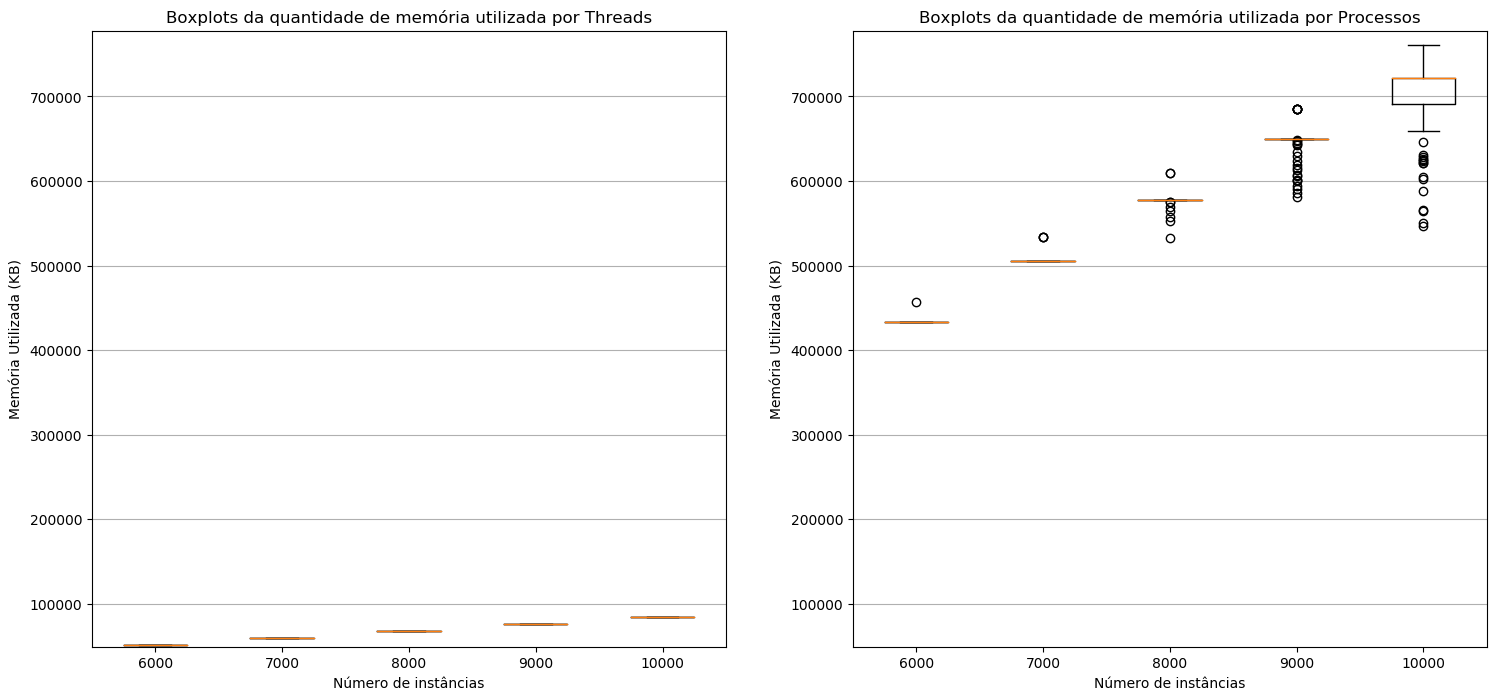 Boxplots da quantidade de memória utilizada por Threads
700000
600000
500000
400000
300000
200000
100000
Memória Utilizada (KB)
6000 7000 8000 9000 10000
Número de instâncias
Boxplots da quantidade de memória utilizada por Processos
700000
600000
500000
400000
300000
200000
100000
Memória Utilizada (KB)
6000 7000 8000 9000 10000
Número de instâncias